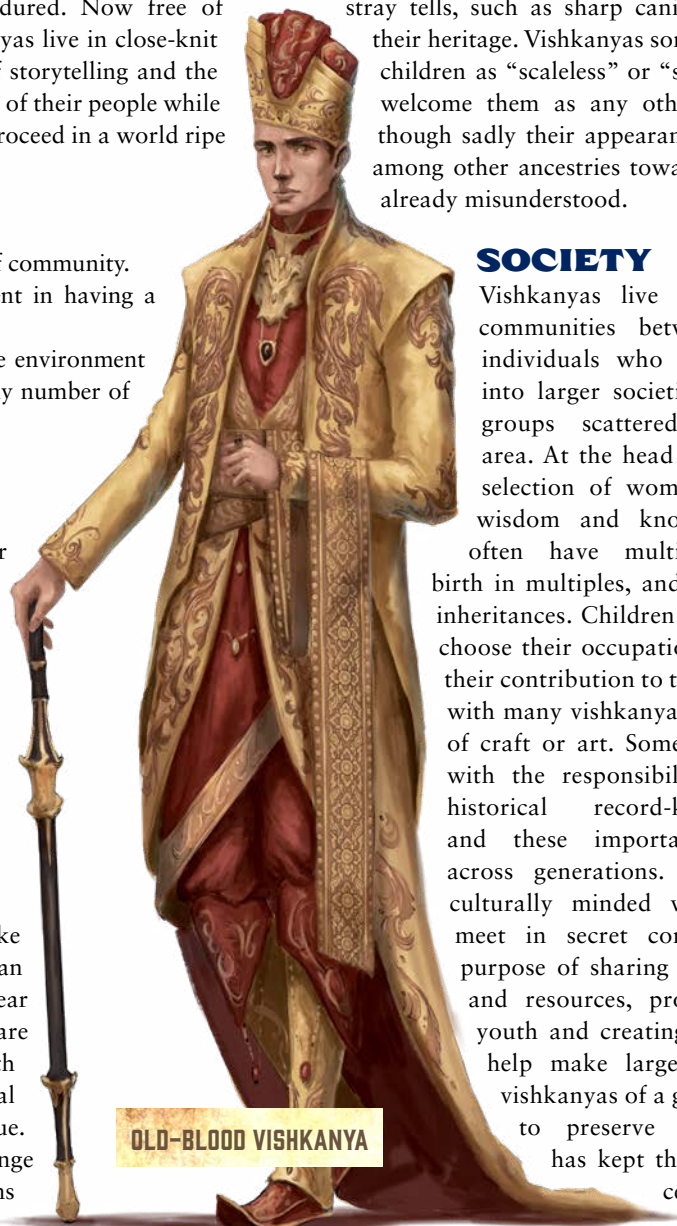 dured. Now free of
yas live in close-knit
f storytelling and the
of their people while
roceed in a world ripe
f community.
nt in having a
e environment
y number of
r
ke
an
ear
are
th
al
ue.
nge
ns
stray tells, such as sharp cani
their heritage. Vishkanyas so
children as “scaleless” or “s
welcome them as any oth
though sadly their appearan
among other ancestries towa
already misunderstood.
SOCIETY
Vishkanyas live
communities betw
individuals who
into larger societi
groups scattered
area. At the head
selection of wom
wisdom and kno
often have multi
birth in multiples, and
inheritances. Children
choose their occupatio
their contribution to t
with many vishkanya
of craft or art. Some
with the responsibil
historical record-k
and these importa
across generations.
culturally minded w
meet in secret co
purpose of sharing
and resources, pro
youth and creating
help make large
vishkanyas of a g
to preserve
has kept th
co
OLD-BLOOD VISHKANYA